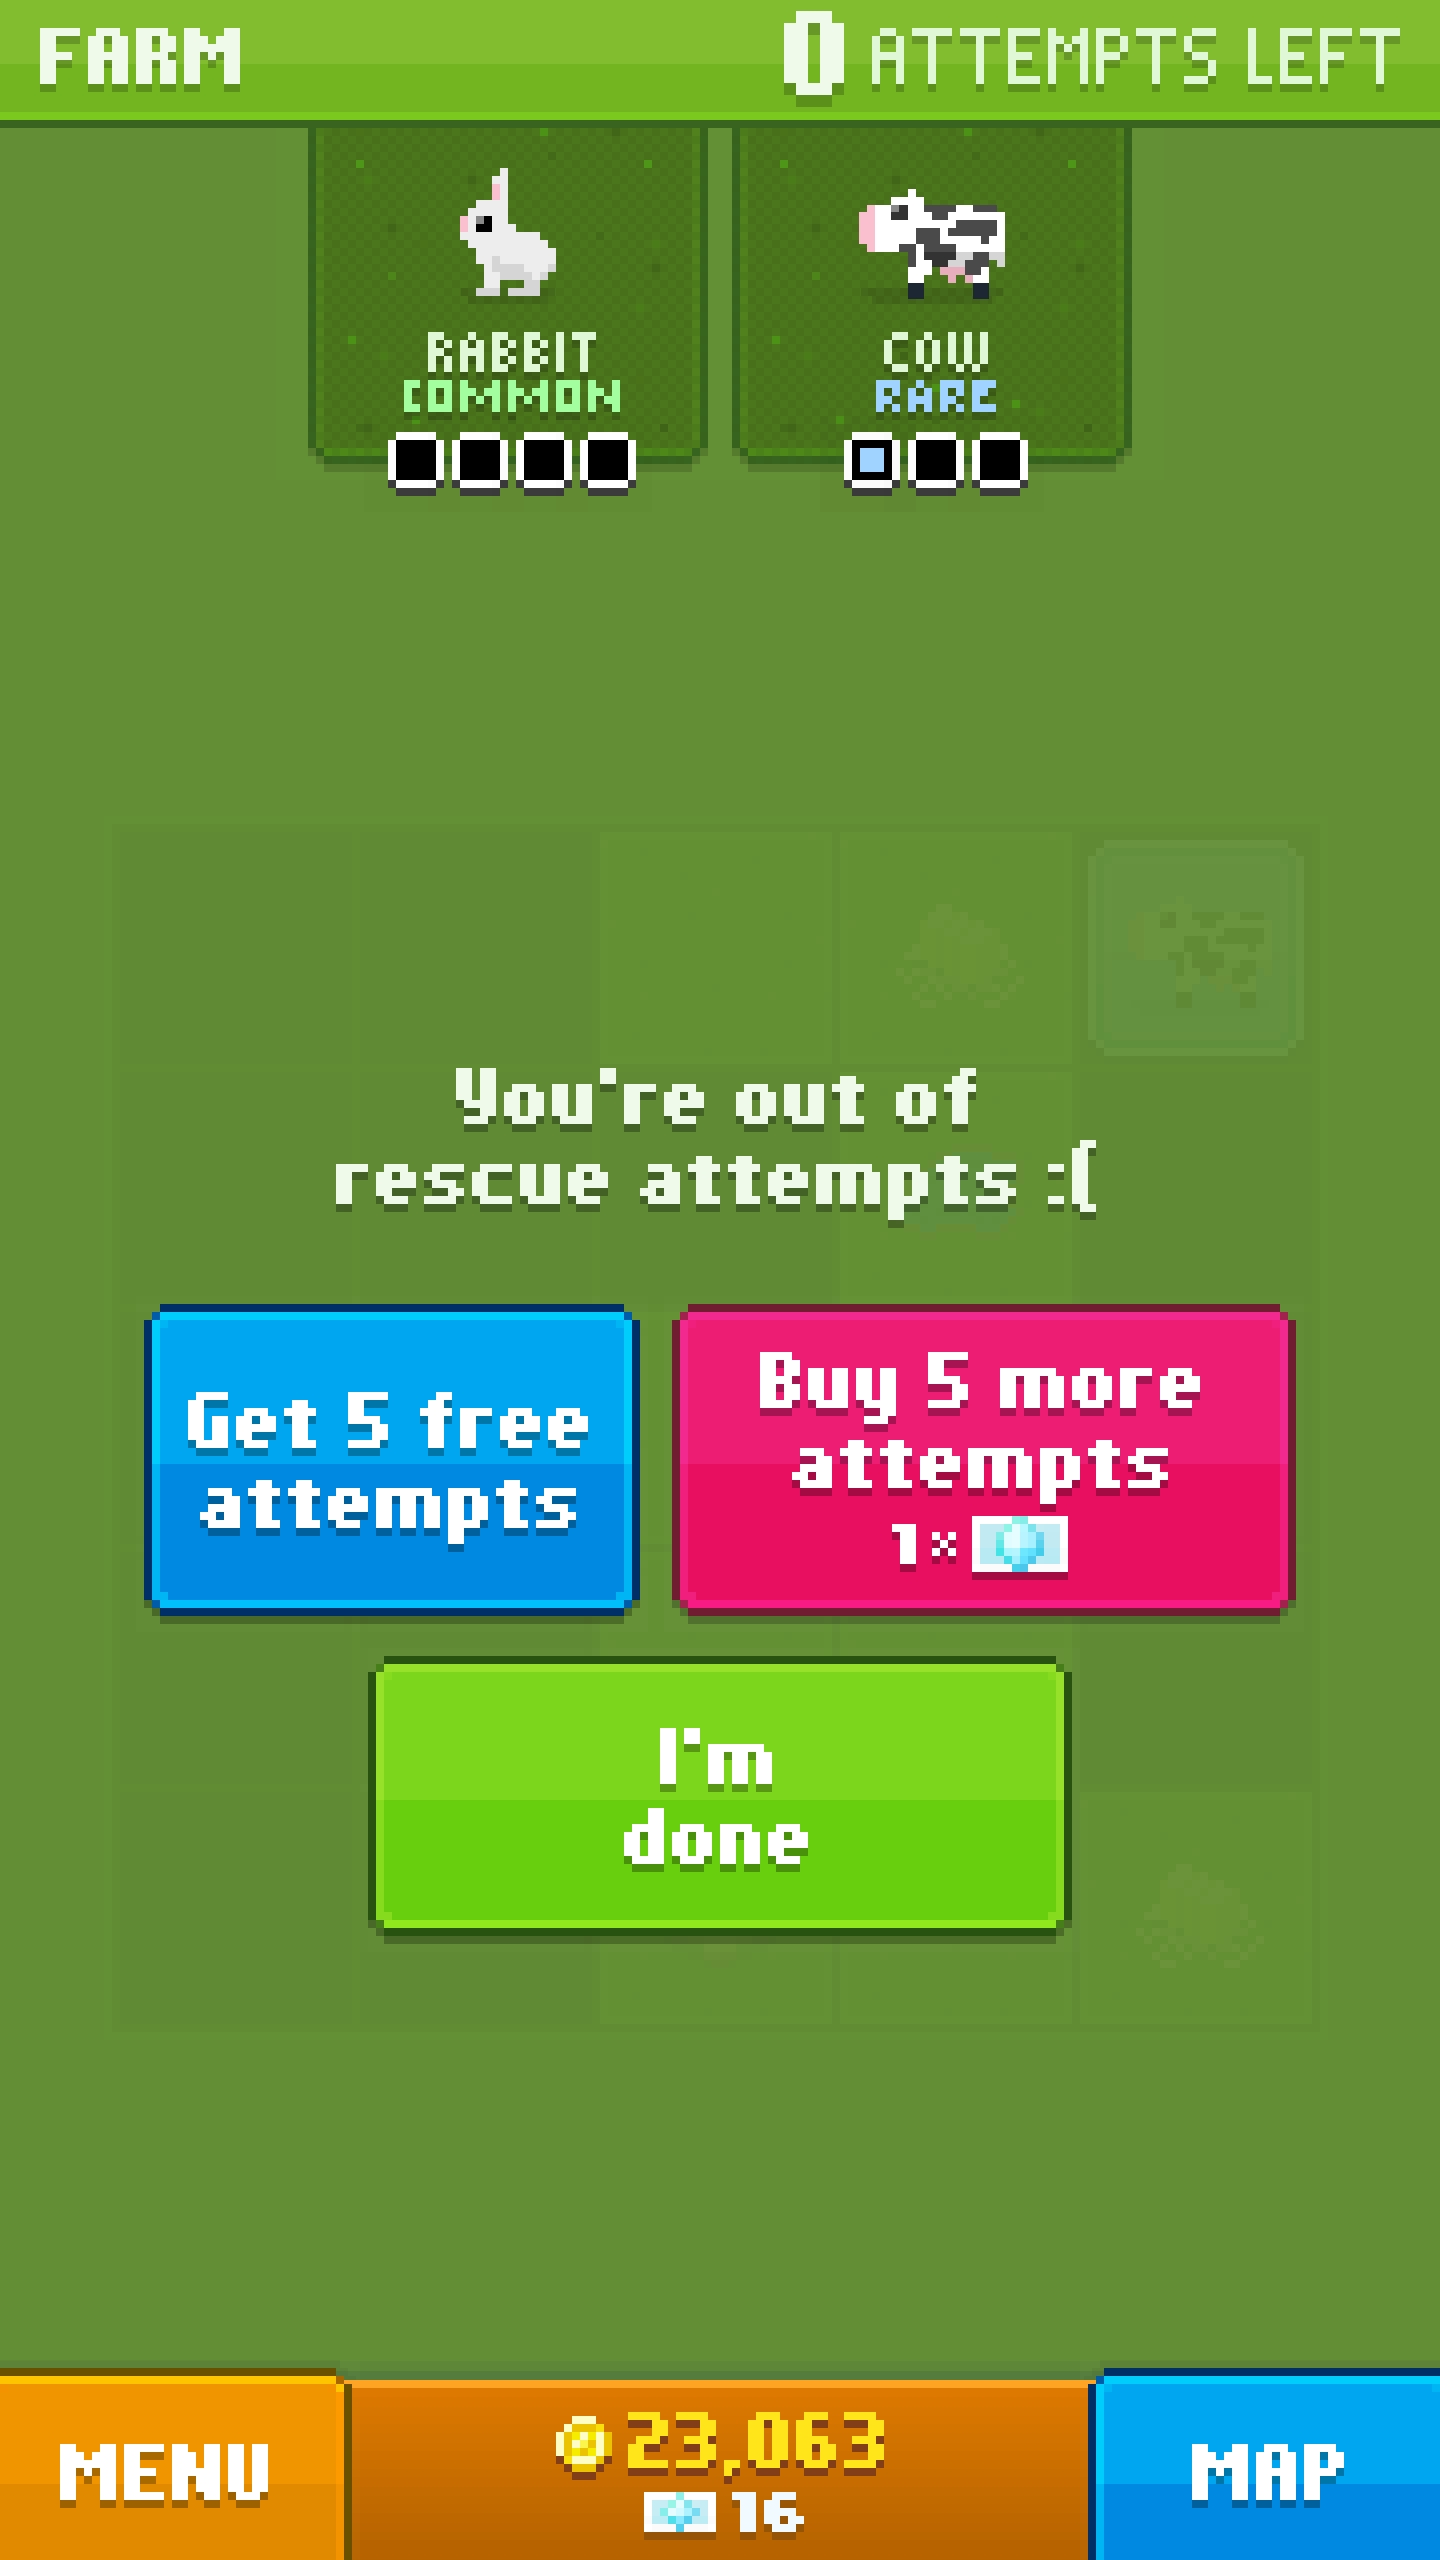 FARM
0 ATTEMPTS LEFT
RABBIT
COMMON
COW
RARE
You're out of
rescue attempts :(
Get 5 free
attempts
Buy 5 more
attempts
1×
I'm
done
MENU
23,063
16
MAP